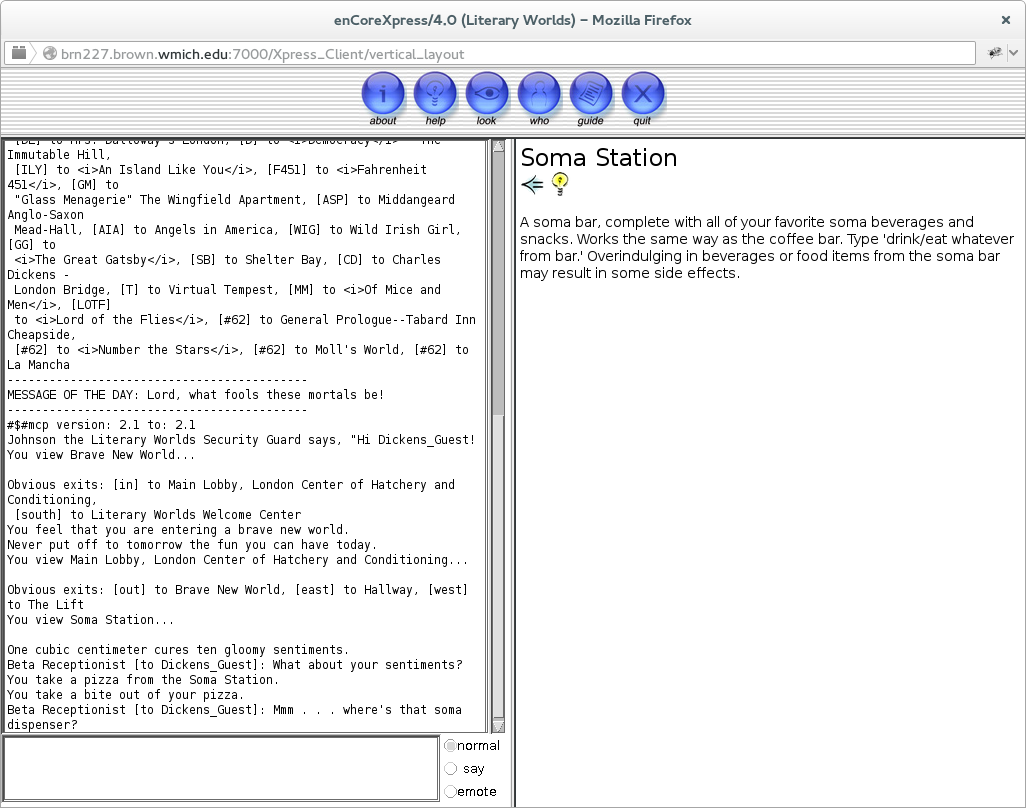 enCoreXpress/4.0 (Literary Worlds) – Mozilla Firefox
brn227.brown.wmich.edu:7000/Xpress_Client/vertical_layout
about help look who guide quit
[DL] to Mrs. Dalloway's London, [D] to <i>Democracy</i> - The
Immutable Hill,
[ILY] to <i>An Island Like You</i>, [F451] to <i>Fahrenheit
451</i>, [GM] to
"Glass Menagerie" The Wingfield Apartment, [ASP] to Middangeard
Anglo-Saxon
Mead-Hall, [AIA] to Angels in America, [WIG] to Wild Irish Girl,
[GG] to
<i>The Great Gatsby</i>, [SB] to Shelter Bay, [CD] to Charles
Dickens -
London Bridge, [T] to Virtual Tempest, [MM] to <i>Of Mice and
Men</i>, [LOTF]
to <i>Lord of the Flies</i>, [#62] to General Prologue--Tabard Inn
Cheapside,
[#62] to <i>Number the Stars</i>, [#62] to Moll's World, [#62] to
La Mancha
------------------------------------------
MESSAGE OF THE DAY: Lord, what fools these mortals be!
------------------------------------------
#$#mcp version: 2.1 to: 2.1
Johnson the Literary Worlds Security Guard says, "Hi Dickens_Guest!
You view Brave New World...
Obvious exits: [in] to Main Lobby, London Center of Hatchery and
Conditioning,
[south] to Literary Worlds Welcome Center
You feel that you are entering a brave new world.
Never put off to tomorrow the fun you can have today.
You view Main Lobby, London Center of Hatchery and Conditioning...
Obvious exits: [out] to Brave New World, [east] to Hallway, [west]
to The Lift
You view Soma Station...
One cubic centimeter cures ten gloomy sentiments.
Beta Receptionist [to Dickens_Guest]: What about your sentiments?
You take a pizza from the Soma Station.
You take a bite out of your pizza.
Beta Receptionist [to Dickens_Guest]: Mmm . . . where's that soma
dispenser?
normal
say
emote
Soma Station
A soma bar, complete with all of your favorite soma beverages and
snacks. Works the same way as the coffee bar. Type 'drink/eat whatever
from bar.' Overindulging in beverages or food items from the soma bar
may result in some side effects.